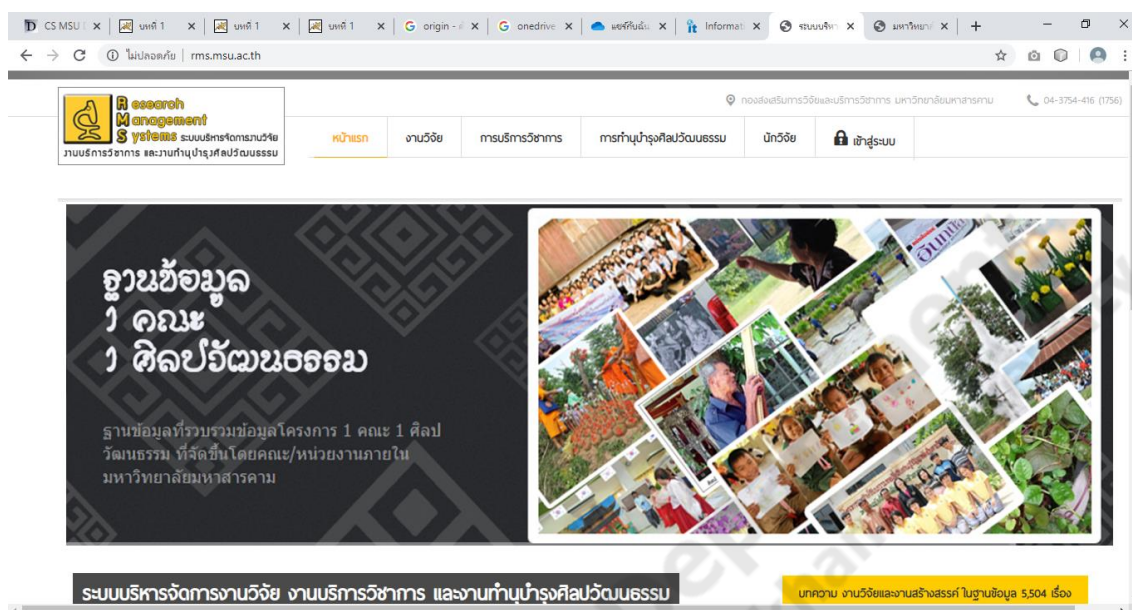 CS MSU
บทที่ 1
บทที่ 1
บทที่ 1
origin -
onedrive
แชร์กับฉัน
Informat
ระบบบริหา
มหาวิทยา
ไม่ปลอดภัย | rms.msu.ac.th
กองส่งเสริมการวิจัยและบริการวิชาการ มหาวิทยาลัยมหาสารคาม
04-3754-416 (1756)
Research
Management
Systems ระบบบริหารจัดการงานวิจัย
งานบริการวิชาการ และงานทำนุบำรุงศิลปวัฒนธรรม
หน้าแรก
งานวิจัย
การบริการวิชาการ
การทำนุบำรุงศิลปวัฒนธรรม
นักวิจัย
เข้าสู่ระบบ
ฐานข้อมูล
1 คณะ
1 ศิลปวัฒนธรรม
ฐานข้อมูลที่รวบรวมข้อมูลโครงการ 1 คณะ 1 ศิลป
วัฒนธรรม ที่จัดขึ้นโดยคณะ/หน่วยงานภายใน
มหาวิทยาลัยมหาสารคาม
ระบบบริหารจัดการงานวิจัย งานบริการวิชาการ และงานทำนุบำรุงศิลปวัฒนธรรม
บทความ งานวิจัยและงานสร้างสรรค์ ในฐานข้อมูล 5,504 เรื่อง